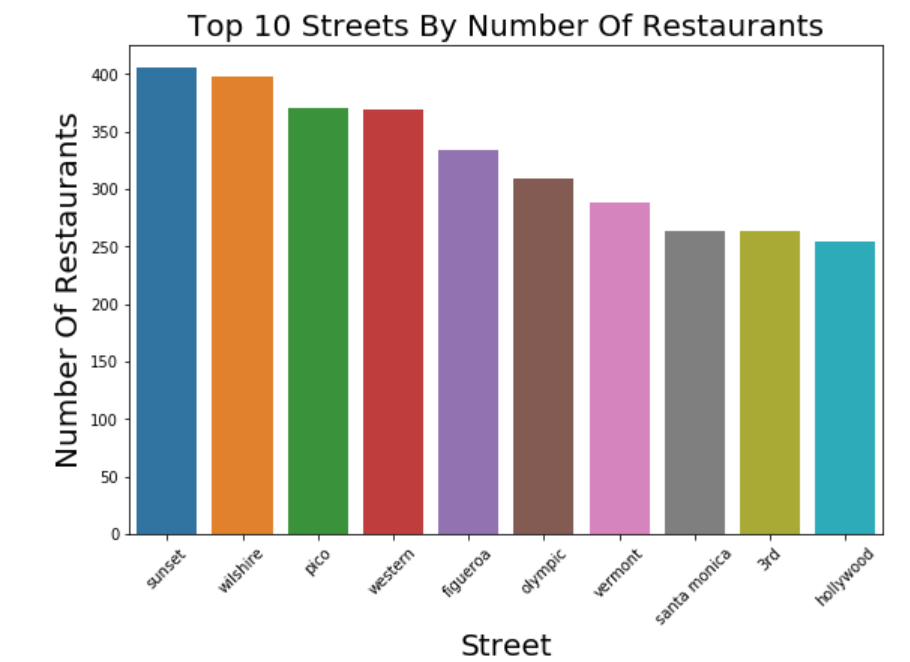 Top 10 Streets By Number Of Restaurants
Number Of Restaurants
400
350
300
250
200
150
100
50
0
sunset
wilshire
pico
western
figueroa
olympic
vermont
santa monica
3rd
hollywood
Street